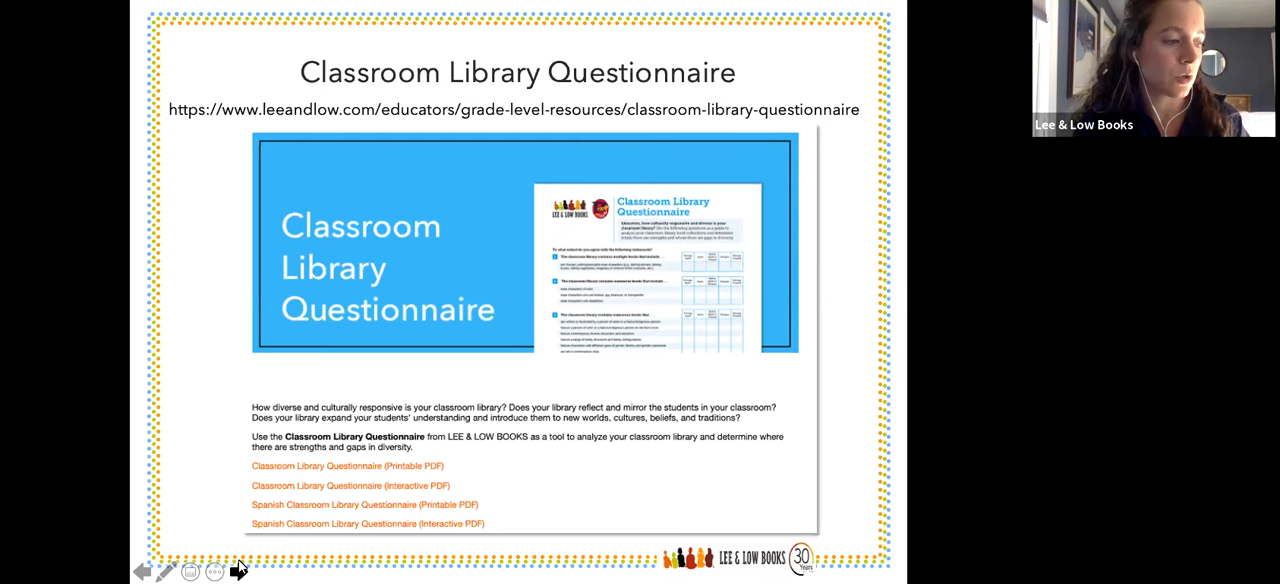 Classroom Library Questionnaire
https://www.leeandlow.com/educators/grade-level-resources/classroom-library-questionnaire
Classroom
Library
Questionnaire
LEE & LOW BOOKS
Classroom Library
Questionnaire
How diverse and culturally responsive is your classroom library? Does your library reflect and mirror the students in your classroom?
Does your library expand your students' understanding and introduce them to new worlds, cultures, beliefs, and traditions?
Use the Classroom Library Questionnaire from LEE & LOW BOOKS as a tool to analyze your classroom library and determine where
there are strengths and gaps in diversity.
Classroom Library Questionnaire (Printable PDF)
Classroom Library Questionnaire (Interactive PDF)
Spanish Classroom Library Questionnaire (Printable PDF)
Spanish Classroom Library Questionnaire (Interactive PDF)
LEE & LOW BOOKS
30
Years
Lee & Low Books